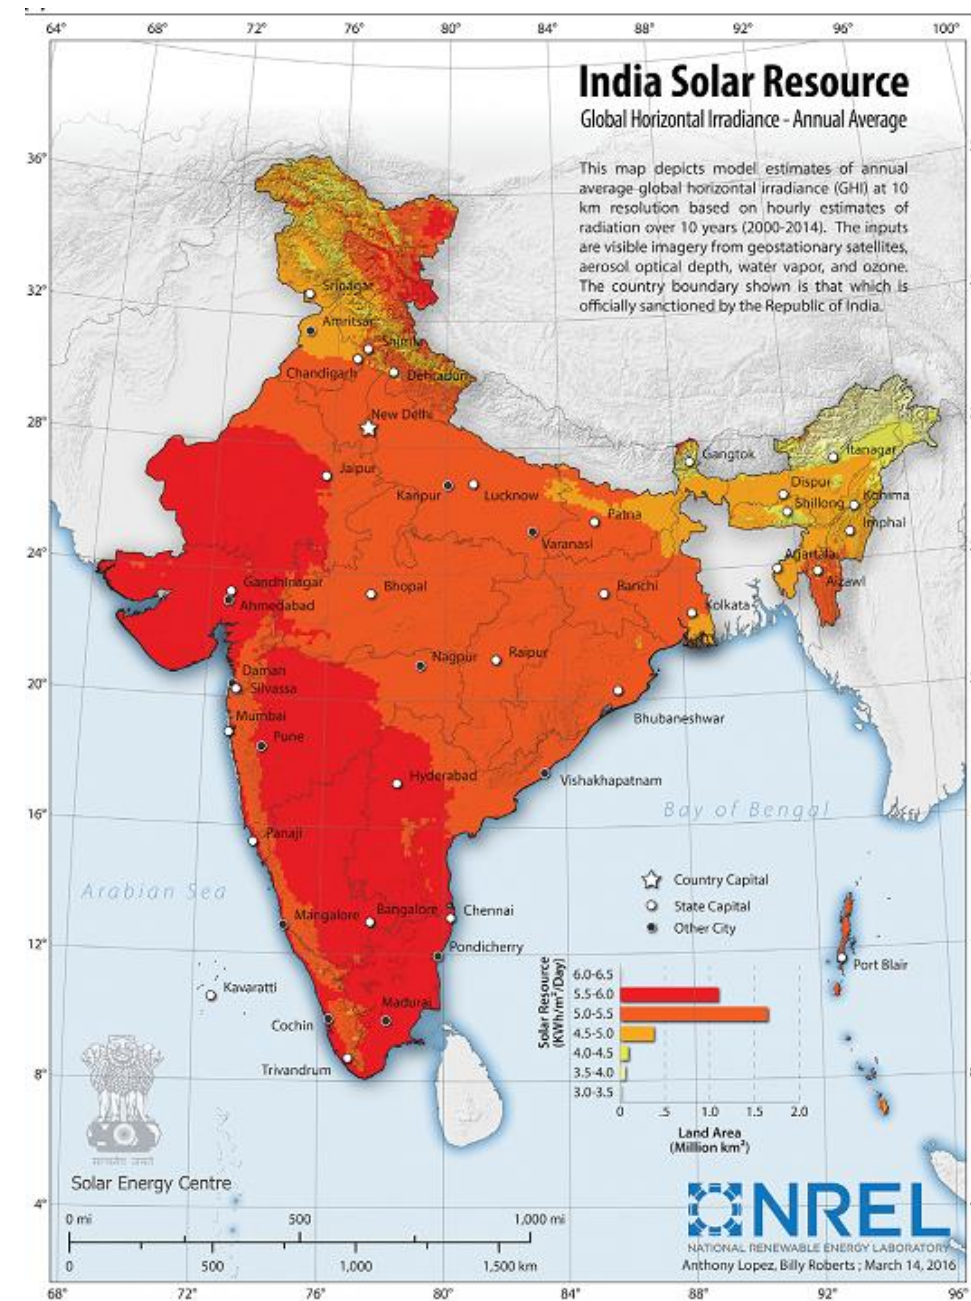 64°
68°
72°
76°
80°
84°
88°
92°
96°
100°
India Solar Resource
Global Horizontal Irradiance - Annual Average
This map depicts model estimates of annual
average global horizontal irradiance (GHI) at 10
km resolution based on hourly estimates of
radiation over 10 years (2000-2014). The inputs
are visible imagery from geostationary satellites,
aerosol optical depth, water vapor, and ozone.
The country boundary shown is that which is
officially sanctioned by the Republic of India.
36°
32°
Srinagar
Amritsar
Shimla
Chandigarh
Dehradun
28°
New Delhi
Gangtok
Itanagar
Jaipur
Kanpur
Lucknow
Dispur
Shillong
Kohima
Patna
Imphal
Varanasi
24°
Agartala
Aizawl
Gandhinagar
Ahmedabad
Bhopal
Ranchi
Kolkata
Nagpur
Raipur
20°
Daman
Silvassa
Mumbai
Bhubaneshwar
Pune
Hyderabad
Vishakhapatnam
16°
Bay of Bengal
Panaji
Arabian Sea
Country Capital
State Capital
Other City
Mangalore
Bangalore
Chennai
12°
Pondicherry
Port Blair
Kavaratti
Madurai
Cochin
Trivandrum
8°
Solar Resource
(KWh/m²/Day)
6.0-6.5
5.5-6.0
5.0-5.5
4.5-5.0
4.0-4.5
3.5-4.0
3.0-3.5
0 .5 1.0 1.5 2.0
Land Area
(Million km²)
Solar Energy Centre
4°
0 mi 500 1,000 mi
0 500 1,000 1,500 km
NREL
NATIONAL RENEWABLE ENERGY LABORATORY
Anthony Lopez, Billy Roberts ; March 14, 2016
68°
72°
76°
80°
84°
88°
92°
96°